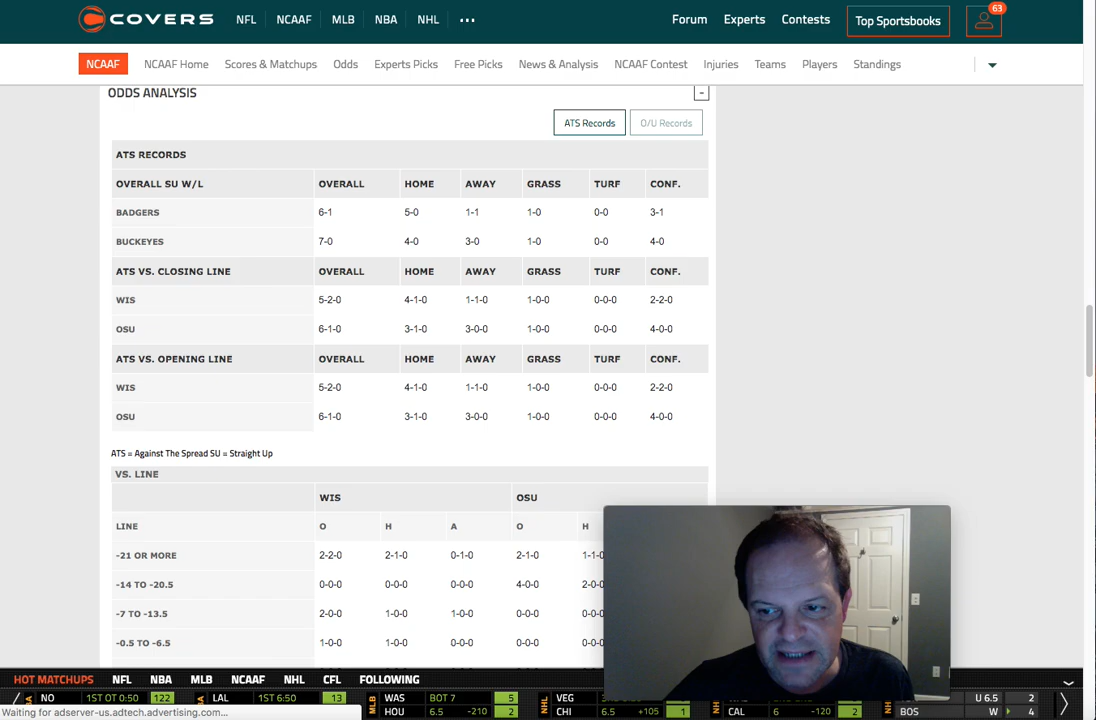 COVERS NFL NCAAF MLB NBA NHL ••• Forum Experts Contests Top Sportsbooks 63
NCAAF NCAAF Home Scores & Matchups Odds Experts Picks Free Picks News & Analysis NCAAF Contest Injuries Teams Players Standings
ODDS ANALYSIS -
ATS Records O/U Records
ATS RECORDS
OVERALL SU W/L OVERALL HOME AWAY GRASS TURF CONF.
BADGERS 6-1 5-0 1-1 1-0 0-0 3-1
BUCKEYES 7-0 4-0 3-0 1-0 0-0 4-0
ATS VS. CLOSING LINE OVERALL HOME AWAY GRASS TURF CONF.
WIS 5-2-0 4-1-0 1-1-0 1-0-0 0-0-0 2-2-0
OSU 6-1-0 3-1-0 3-0-0 1-0-0 0-0-0 4-0-0
ATS VS. OPENING LINE OVERALL HOME AWAY GRASS TURF CONF.
WIS 5-2-0 4-1-0 1-1-0 1-0-0 0-0-0 2-2-0
OSU 6-1-0 3-1-0 3-0-0 1-0-0 0-0-0 4-0-0
ATS = Against The Spread SU = Straight Up
VS. LINE
WIS OSU
LINE O H A O H
-21 OR MORE 2-2-0 2-1-0 0-1-0 2-1-0 1-1-0
-14 TO -20.5 0-0-0 0-0-0 0-0-0 4-0-0 2-0-0
-7 TO -13.5 2-0-0 1-0-0 1-0-0 0-0-0 0-0-0
-0.5 TO -6.5 1-0-0 1-0-0 0-0-0 0-0-0 0-0-0
HOT MATCHUPS NFL NBA MLB NCAAF NHL CFL FOLLOWING
NO 1ST OT 0:50 122 LAL 1ST 6:50 13 MLB WAS BOT 7 5 NHL VEG 2 U 6.5 2
HOU 6.5 -210 2 CHI 6.5 +105 1 CAL 6 -120 2 BOS W 4
Waiting for adserver-us.adtech.advertising.com...